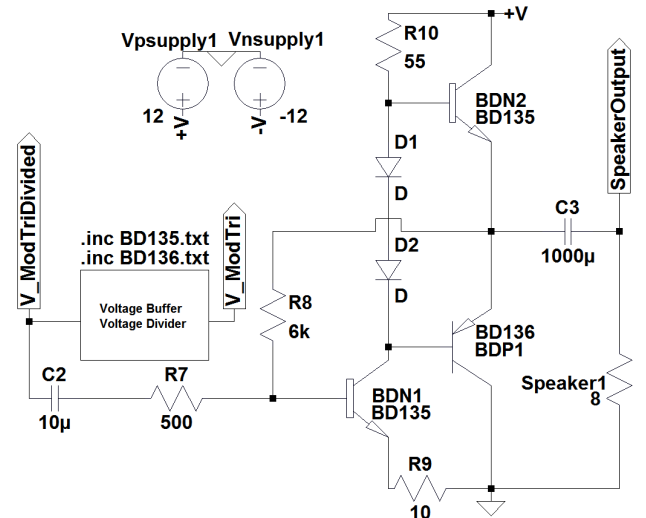 +V
Vpsupply1 Vnsupply1
R10
55
12
+V
-V
-12
BDN2
BD135
SpeakerOutput
D1
D
V_ModTriDivided
V_ModTri
.inc BD135.txt
.inc BD136.txt
C3
1000µ
D2
D
Voltage Buffer
Voltage Divider
R8
6k
BD136
BDP1
C2
10µ
R7
500
BDN1
BD135
Speaker1
8
R9
10